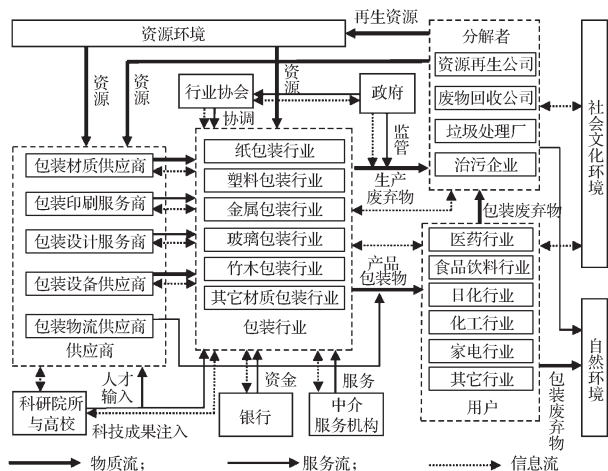 再生资源
资源环境
分解者
资源再生公司
废物回收公司
垃圾处理厂
治污企业
社会文化环境
资源
资源
资源
行业协会
政府
协调
监管
纸包装行业
塑料包装行业
金属包装行业
玻璃包装行业
竹木包装行业
其它材质包装行业
包装行业
包装材质供应商
包装印刷服务商
包装设计服务商
包装设备供应商
包装物流供应商
供应商
生产
废弃物
包装废弃物
产品
包装物
医药行业
食品饮料行业
日化行业
化工行业
家电行业
其它行业
用户
自然环境
包装废弃物
人才
输入
科研院所
与高校
科技成果注入
资金
银行
服务
中介
服务机构
物质流；
服务流；
信息流